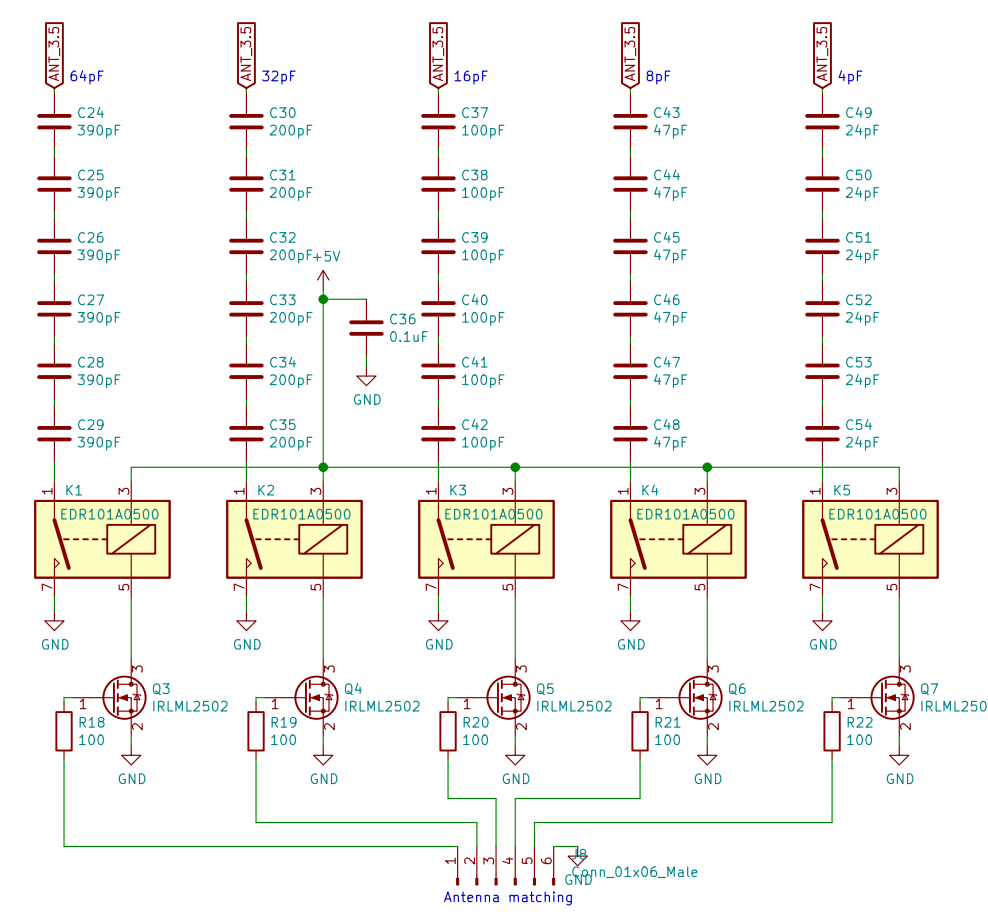 ANT_3.5
ANT_3.5
ANT_3.5
ANT_3.5
ANT_3.5
64pF
32pF
16pF
8pF
4pF
C24
390pF
C30
200pF
C37
100pF
C43
47pF
C49
24pF
C25
390pF
C31
200pF
C38
100pF
C44
47pF
C50
24pF
C26
390pF
C32
200pF
+5V
C39
100pF
C45
47pF
C51
24pF
C27
390pF
C33
200pF
C36
0.1uF
GND
C40
100pF
C46
47pF
C52
24pF
C28
390pF
C34
200pF
C41
100pF
C47
47pF
C53
24pF
C29
390pF
C35
200pF
C42
100pF
C48
47pF
C54
24pF
1
K1
3
EDR101A0500
7
5
GND
1
K2
3
EDR101A0500
7
5
GND
1
K3
3
EDR101A0500
7
5
GND
1
K4
3
EDR101A0500
7
5
GND
1
K5
3
EDR101A0500
7
5
GND
3
Q3
IRLML2502
1
2
R18
100
GND
3
Q4
IRLML2502
1
2
R19
100
GND
3
Q5
IRLML2502
1
2
R20
100
GND
3
Q6
IRLML2502
1
2
R21
100
GND
3
Q7
IRLML250
1
2
R22
100
GND
1
2
3
4
5
6
J8
Conn_01x06_Male
GND
Antenna matching